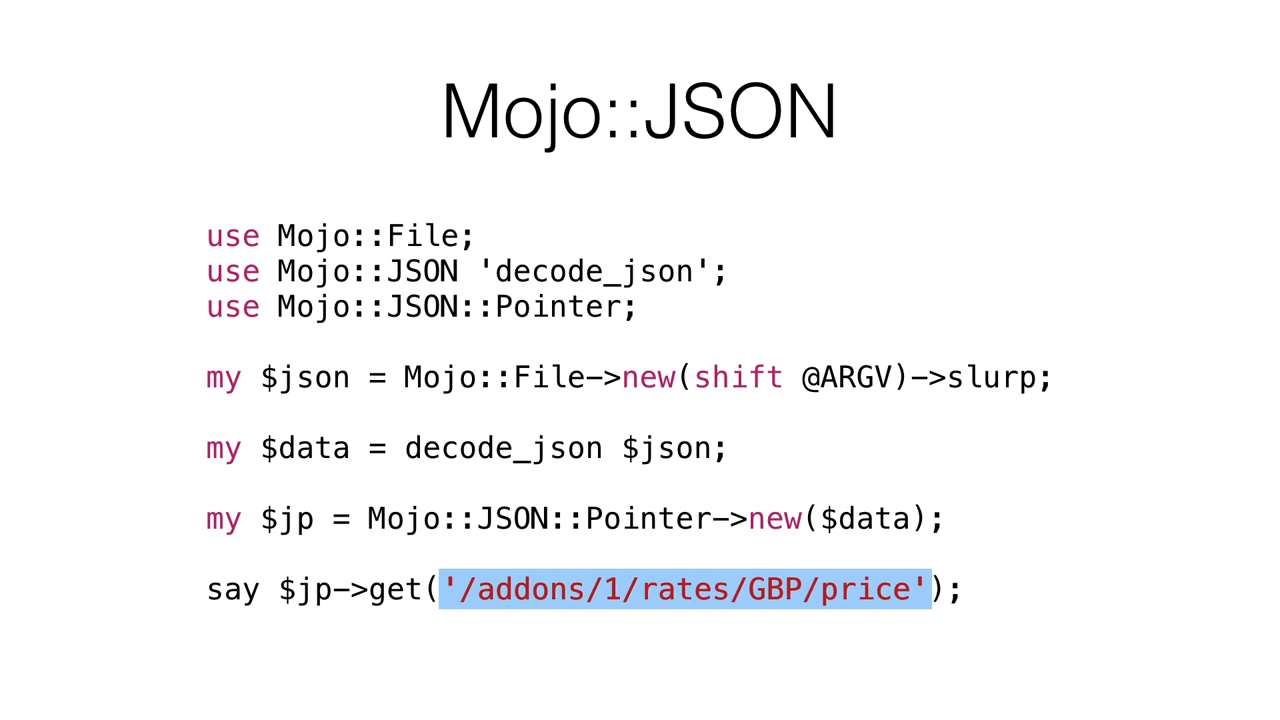 Mojo::JSON
use Mojo::File;
use Mojo::JSON 'decode_json';
use Mojo::JSON::Pointer;
my $json = Mojo::File->new(shift @ARGV)->slurp;
my $data = decode_json $json;
my $jp = Mojo::JSON::Pointer->new($data);
say $jp->get('/addons/1/rates/GBP/price');